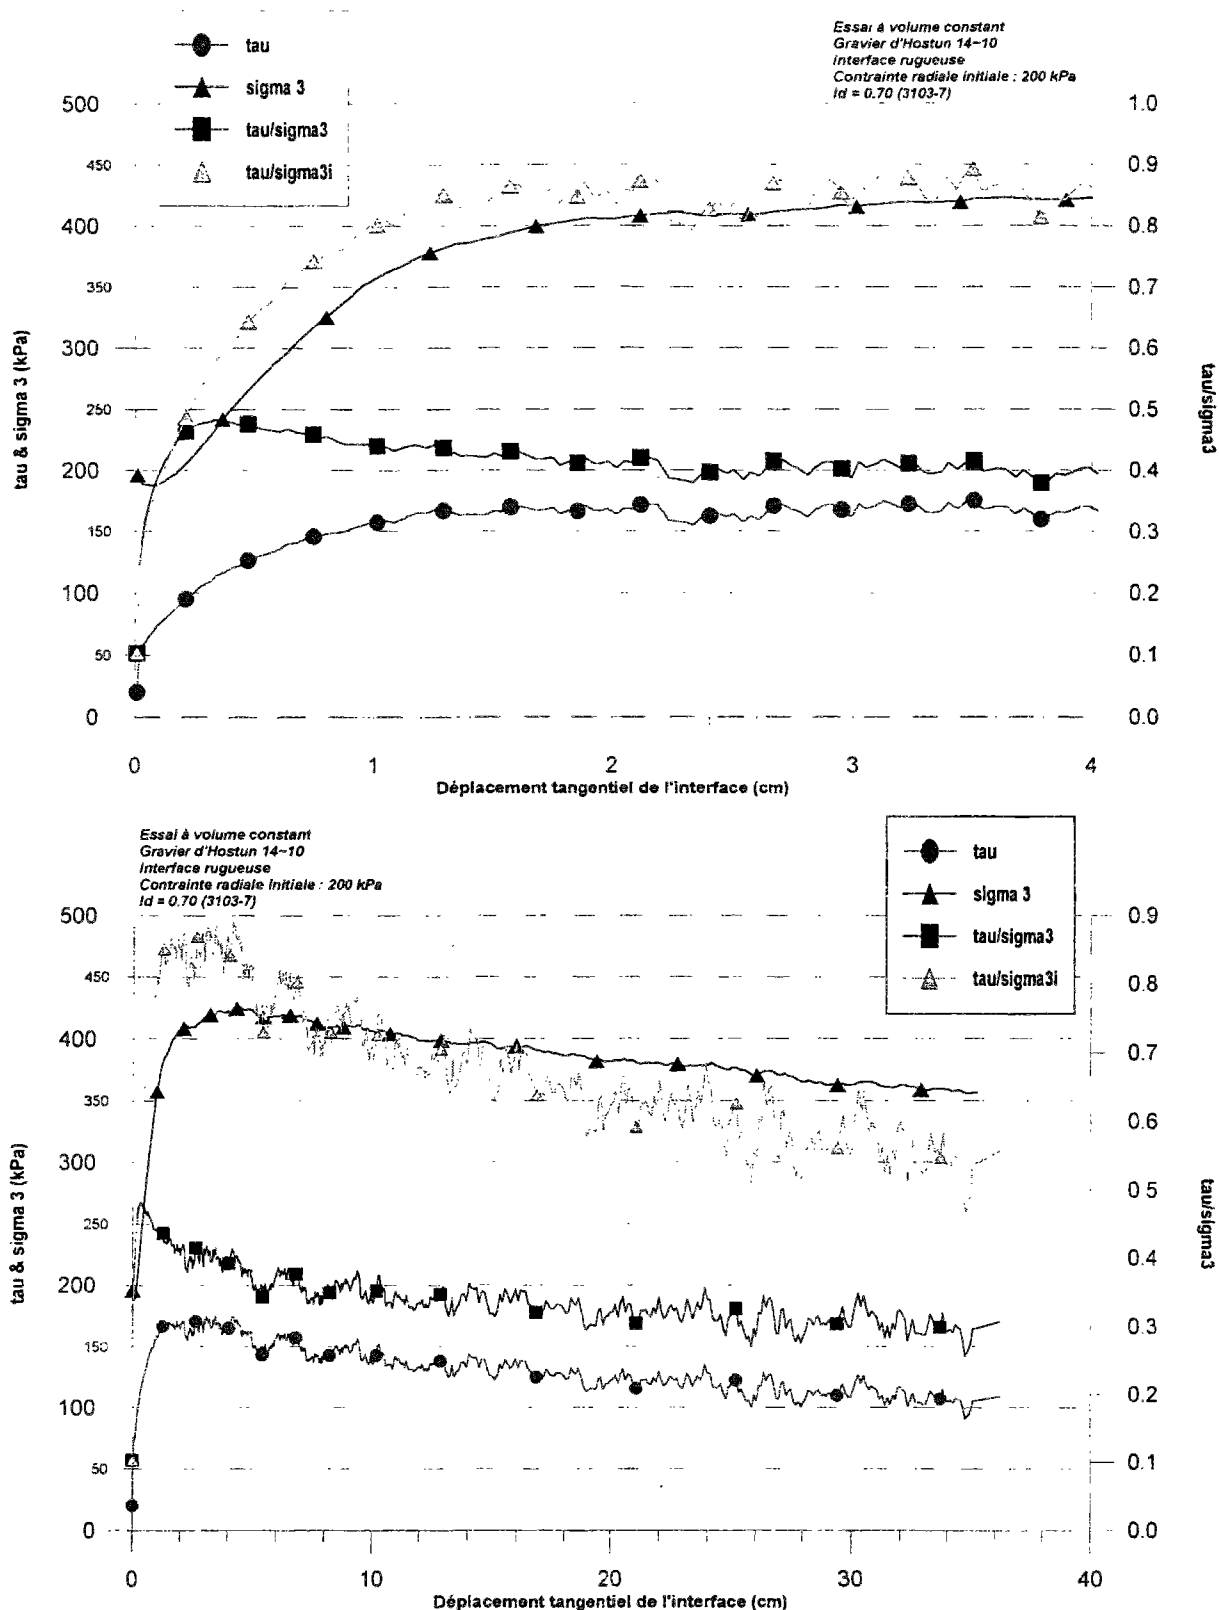 tau
sigma 3
tau/sigma3
tau/sigma3i
Essai à volume constant
Gravier d'Hostun 14~10
Interface rugueuse
Contrainte radiale initiale : 200 kPa
Id = 0.70 (3103-7)
500
450
400
350
300
250
200
150
100
50
0
tau & sigma 3 (kPa)
1.0
0.9
0.8
0.7
0.6
0.5
0.4
0.3
0.2
0.1
0.0
tau/sigma3
0 1 2 3 4
Déplacement tangentiel de l'interface (cm)
Essai à volume constant
Gravier d'Hostun 14~10
Interface rugueuse
Contrainte radiale initiale : 200 kPa
Id = 0.70 (3103-7)
tau
sigma 3
tau/sigma3
tau/sigma3i
500
450
400
350
300
250
200
150
100
50
0
tau & sigma 3 (kPa)
0.9
0.8
0.7
0.6
0.5
0.4
0.3
0.2
0.1
0.0
tau/sigma3
0 10 20 30 40
Déplacement tangentiel de l'interface (cm)